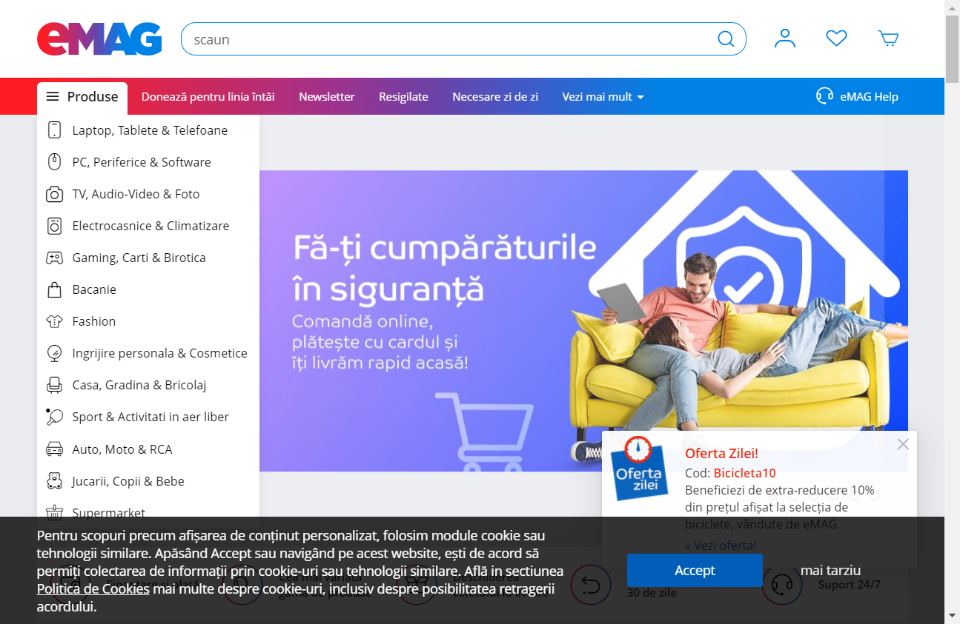 eMAG
scaun
Produse
Donează pentru linia întâi
Newsletter
Resigilate
Necesare zi de zi
Vezi mai mult
eMAG Help
Laptop, Tablete & Telefoane
PC, Periferice & Software
TV, Audio-Video & Foto
Electrocasnice & Climatizare
Gaming, Carti & Birotica
Bacanie
Fashion
Ingrijire personala & Cosmetice
Casa, Gradina & Bricolaj
Sport & Activitati in aer liber
Auto, Moto & RCA
Jucarii, Copii & Bebe
Supermarket
Fă-ți cumpărăturile
în siguranță
Comandă online,
plătește cu cardul și
îți livrăm rapid acasă!
Oferta
zilei
Oferta Zilei!
Cod: Bicicleta10
Beneficiezi de extra-reducere 10%
din prețul afișat la selecția de
biciclete, vândute de eMAG.
» Vezi oferta!
Pentru scopuri precum afișarea de conținut personalizat, folosim module cookie sau
tehnologii similare. Apăsând Accept sau navigând pe acest website, ești de acord să
permiți colectarea de informații prin cookie-uri sau tehnologii similare. Află in sectiunea
Politica de Cookies mai multe despre cookie-uri, inclusiv despre posibilitatea retragerii
acordului.
Accept
mai tarziu
30 de zile
Suport 24/7